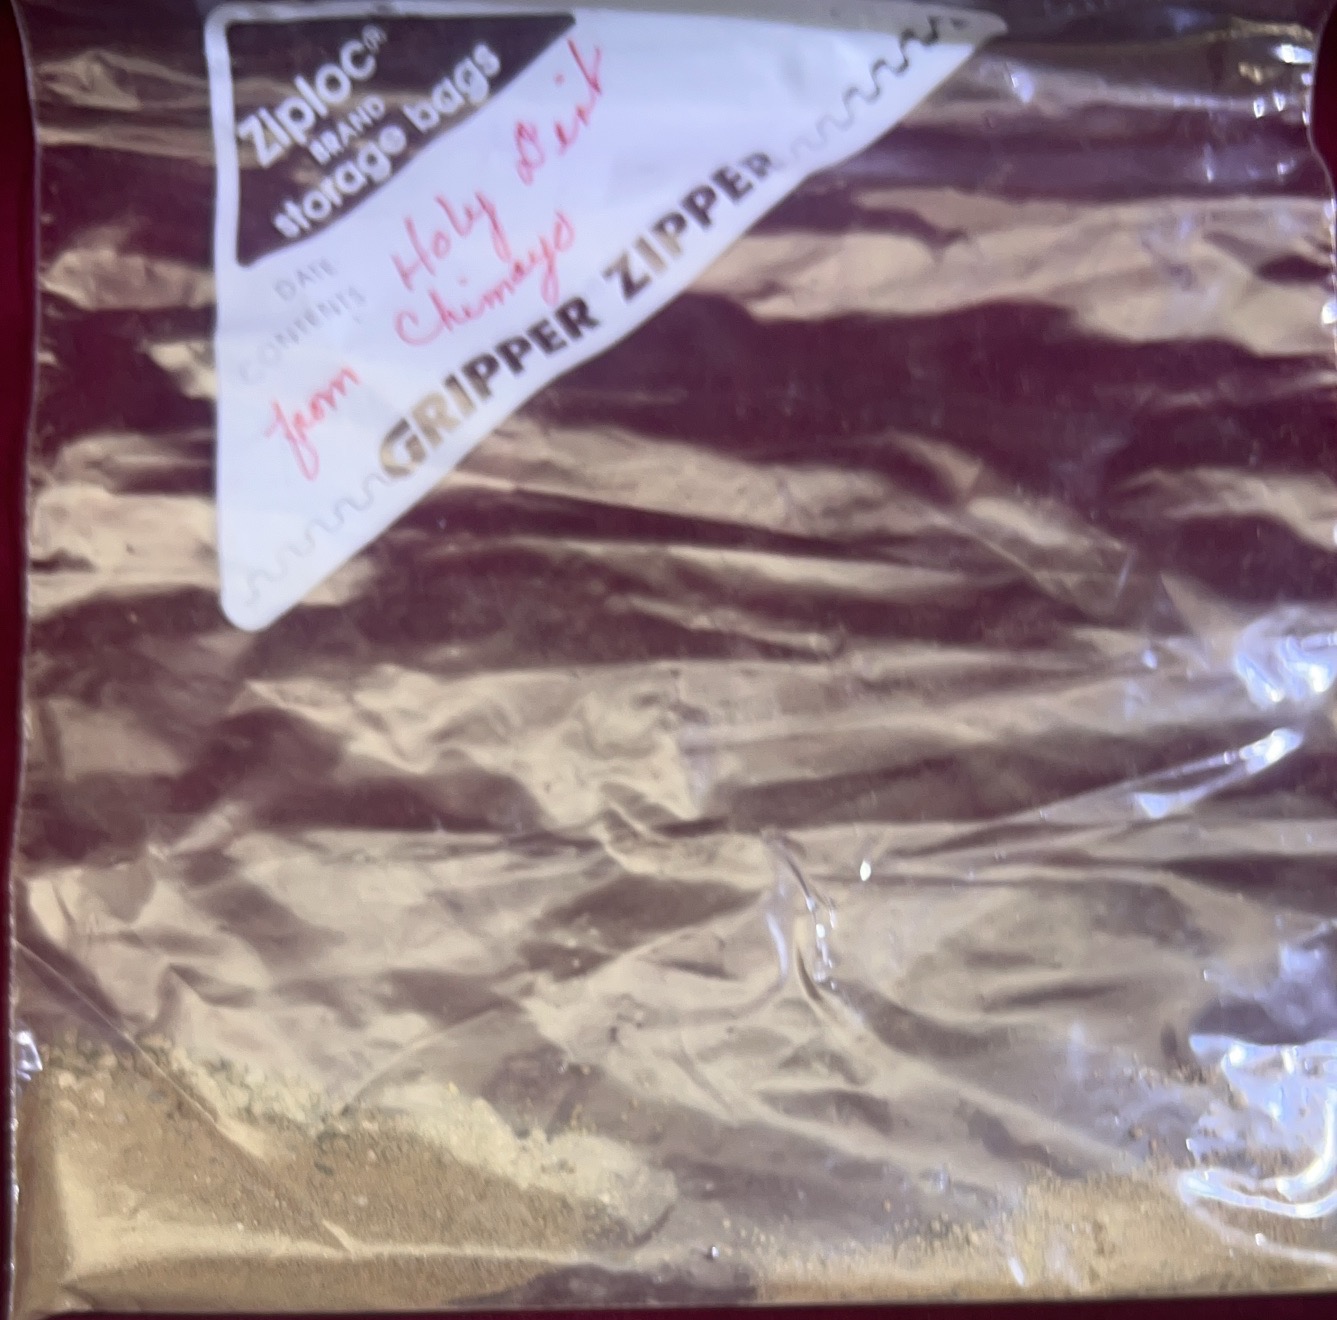 Ziploc®
BRAND
storage bags
DATE
CONTENTS
Holy Dirt
from Chimayo
GRIPPER ZIPPER